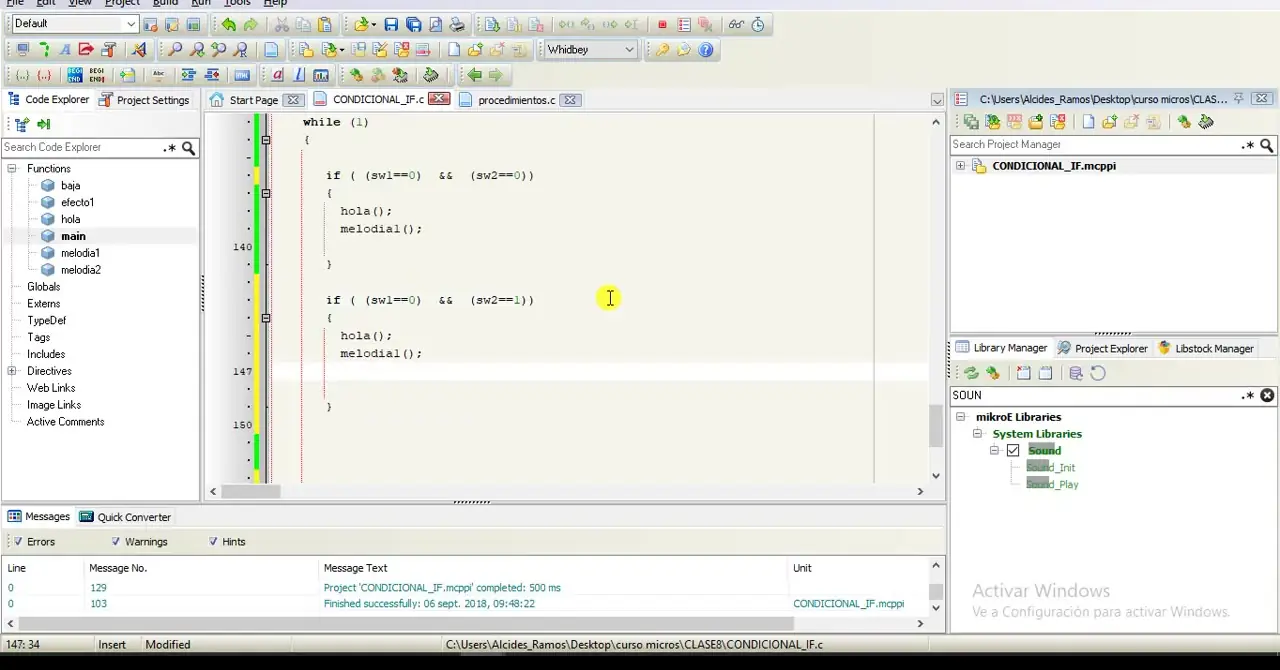 File Edit View Project Build Run Tools Help
Default
Whidbey
Code Explorer Project Settings
Start Page CONDICIONAL_IF.c procedimientos.c
C:\Users\Alcides_Ramos\Desktop\curso micros\CLAS...
Search Code Explorer
Search Project Manager
Functions
baja
efecto1
hola
main
melodia1
melodia2
Globals
Externs
TypeDef
Tags
Includes
Directives
Web Links
Image Links
Active Comments
while (1)
{
if ( (sw1==0) && (sw2==0))
{
hola();
melodia1();
140
}
if ( (sw1==0) && (sw2==1))
{
hola();
melodia1();
147
}
150
CONDICIONAL_IF.mcppi
Library Manager Project Explorer Libstock Manager
SOUN
mikroE Libraries
System Libraries
Sound
Sound_Init
Sound_Play
Messages Quick Converter
Errors Warnings Hints
Line Message No. Message Text Unit
0 129 Project 'CONDICIONAL_IF.mcppi' completed: 500 ms
0 103 Finished successfully: 06 sept. 2018, 09:48:22 CONDICIONAL_IF.mcppi
Activar Windows
Ve a Configuración para activar Windows.
147: 34 Insert Modified C:\Users\Alcides_Ramos\Desktop\curso micros\CLASE8\CONDICIONAL_IF.c